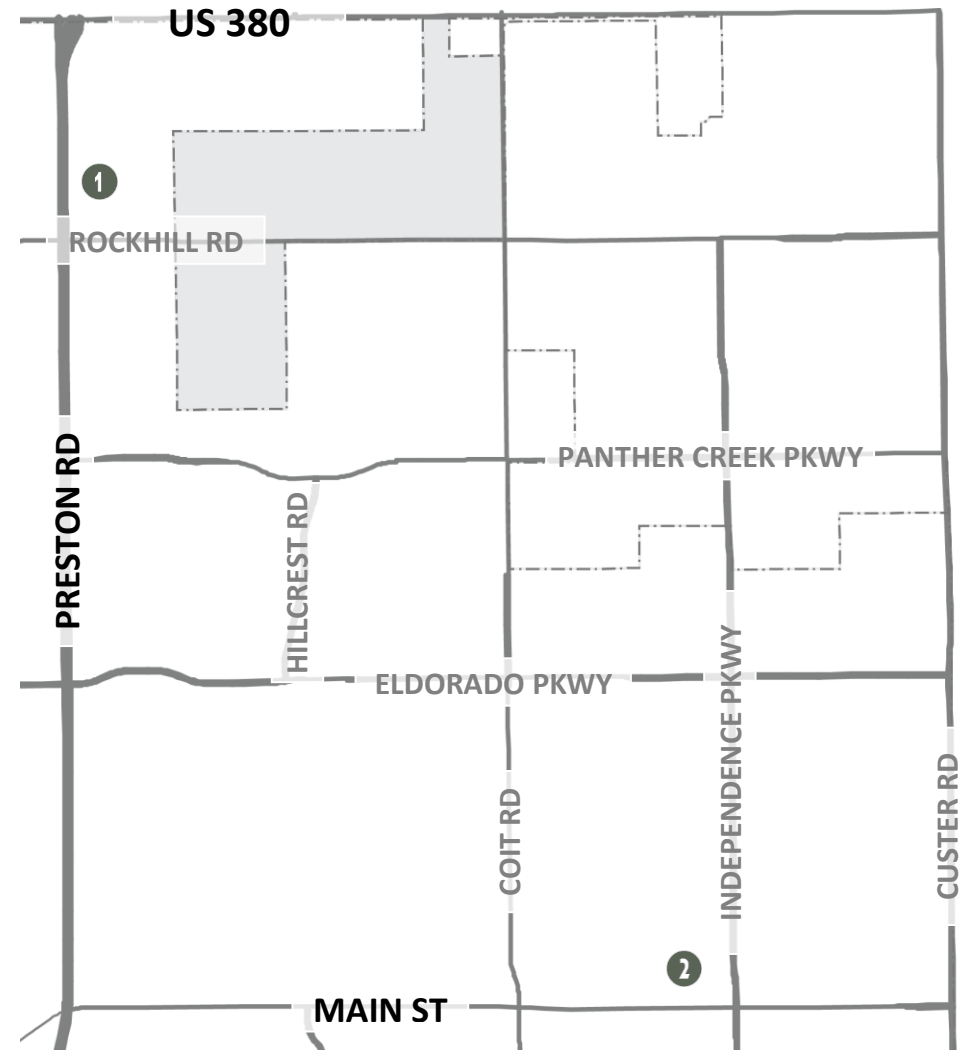 US 380
1
ROCKHILL RD
PRESTON RD
PANTHER CREEK PKWY
HILLCREST RD
ELDORADO PKWY
INDEPENDENCE PKWY
COIT RD
CUSTER RD
2
MAIN ST